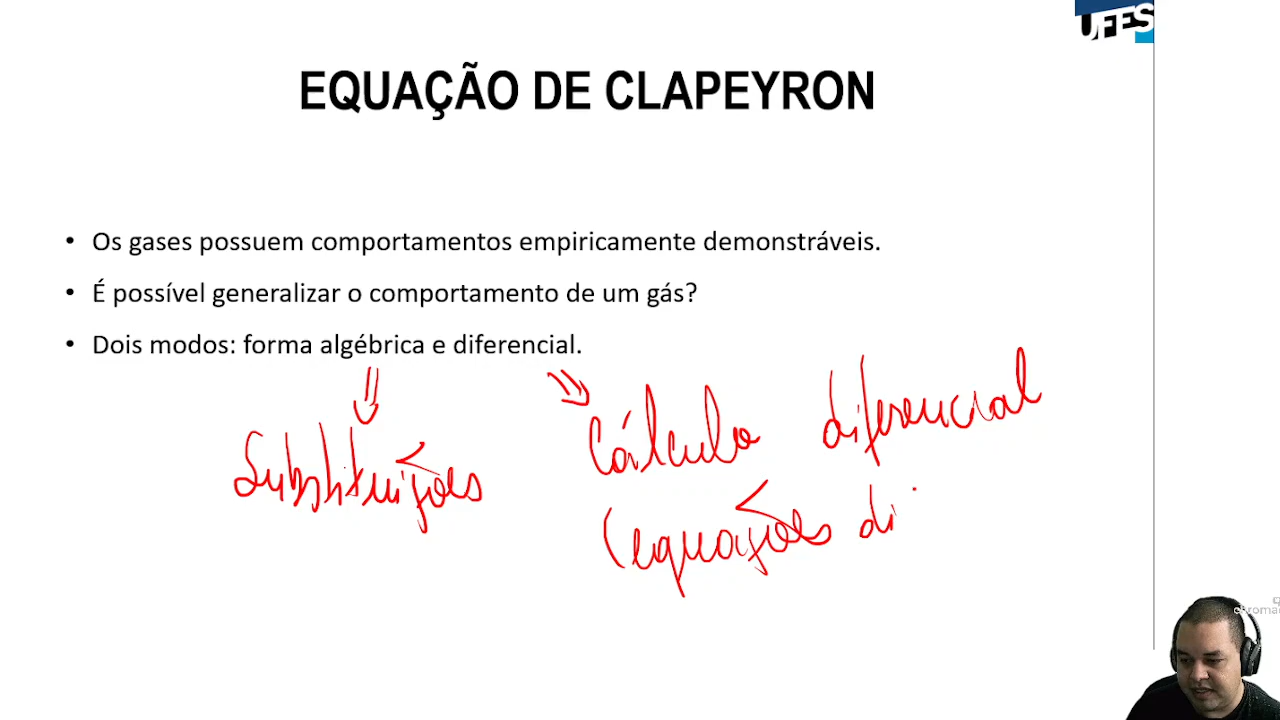 UFES
EQUAÇÃO DE CLAPEYRON
• Os gases possuem comportamentos empiricamente demonstráveis.
• É possível generalizar o comportamento de um gás?
• Dois modos: forma algébrica e diferencial.
Substituições
Cálculo diferencial
(equações di